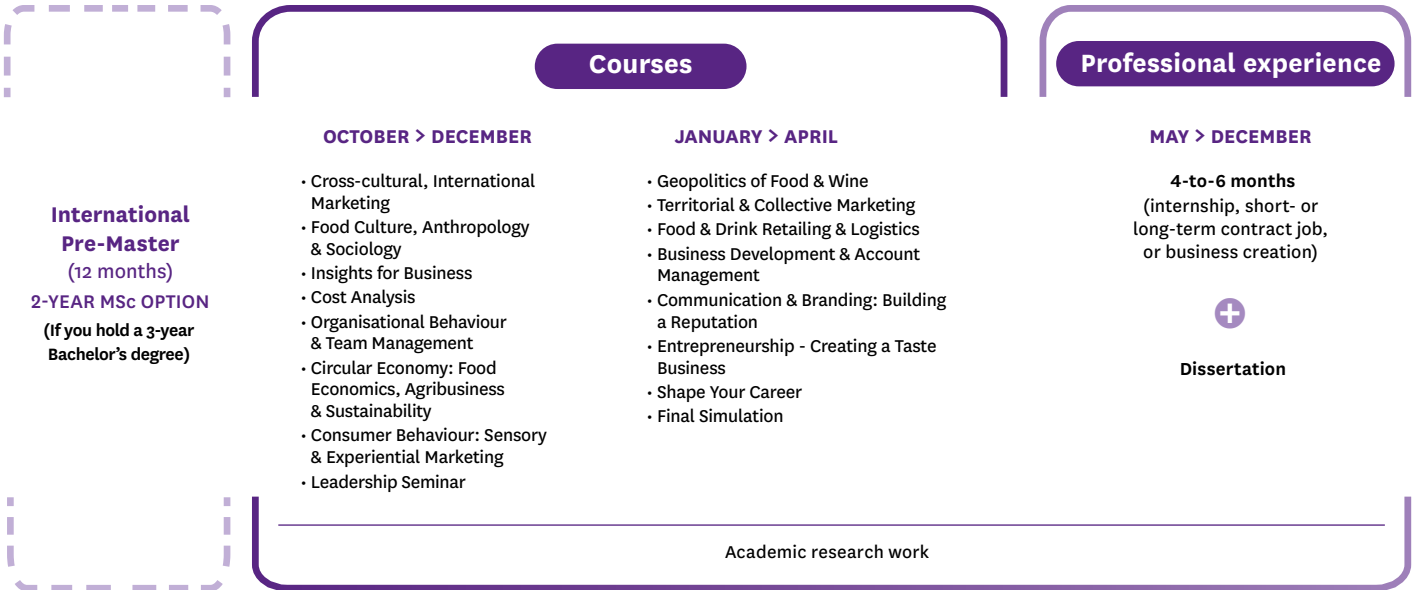 International
Pre-Master
(12 months)
2-YEAR MSc OPTION
(If you hold a 3-year
Bachelor's degree)
Courses
OCTOBER > DECEMBER
• Cross-cultural, International
Marketing
• Food Culture, Anthropology
& Sociology
• Insights for Business
• Cost Analysis
• Organisational Behaviour
& Team Management
• Circular Economy: Food
Economics, Agribusiness
& Sustainability
• Consumer Behaviour: Sensory
& Experiential Marketing
• Leadership Seminar
JANUARY > APRIL
• Geopolitics of Food & Wine
• Territorial & Collective Marketing
• Food & Drink Retailing & Logistics
• Business Development & Account
Management
• Communication & Branding: Building
a Reputation
• Entrepreneurship - Creating a Taste
Business
• Shape Your Career
• Final Simulation
Professional experience
MAY > DECEMBER
4-to-6 months
(internship, short- or
long-term contract job,
or business creation)
+
Dissertation
Academic research work